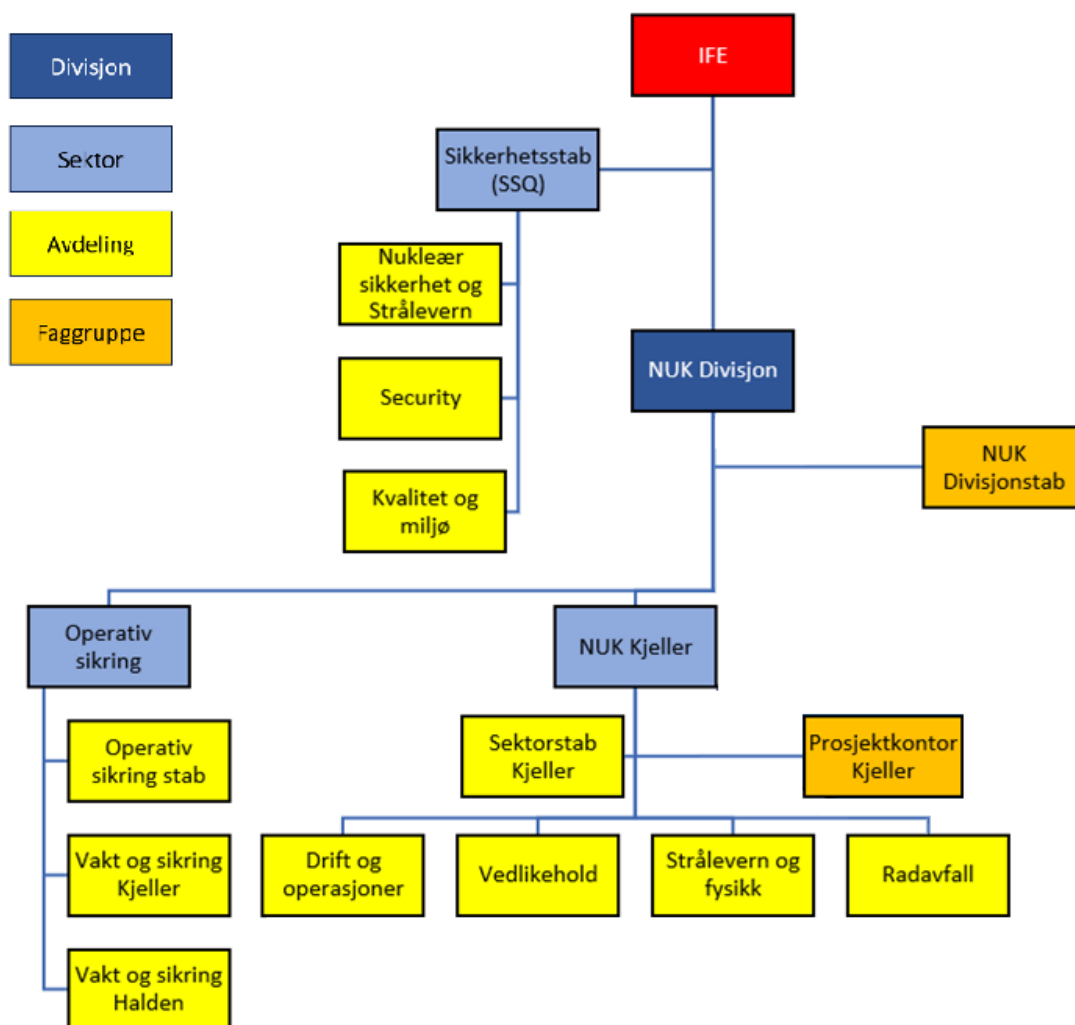 Divisjon
Sektor
Avdeling
Faggruppe
IFE
Sikkerhetsstab
(SSQ)
Nukleær
sikkerhet og
Strålevern
Security
Kvalitet og
miljø
NUK Divisjon
NUK
Divisjonstab
Operativ
sikring
Operativ
sikring stab
Vakt og sikring
Kjeller
Vakt og sikring
Halden
NUK Kjeller
Sektorstab
Kjeller
Prosjektkontor
Kjeller
Drift og
operasjoner
Vedlikehold
Strålevern og
fysikk
Radavfall